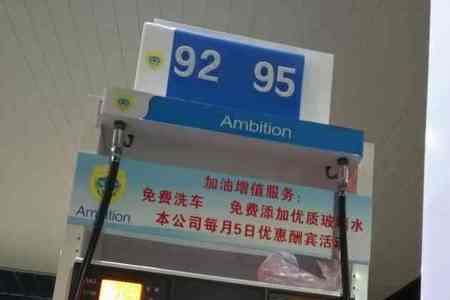 92 95
Ambition
加油增值服务：
免费洗车 免费添加优质玻 水
Ambition
本公司每月5日优惠酬宾活